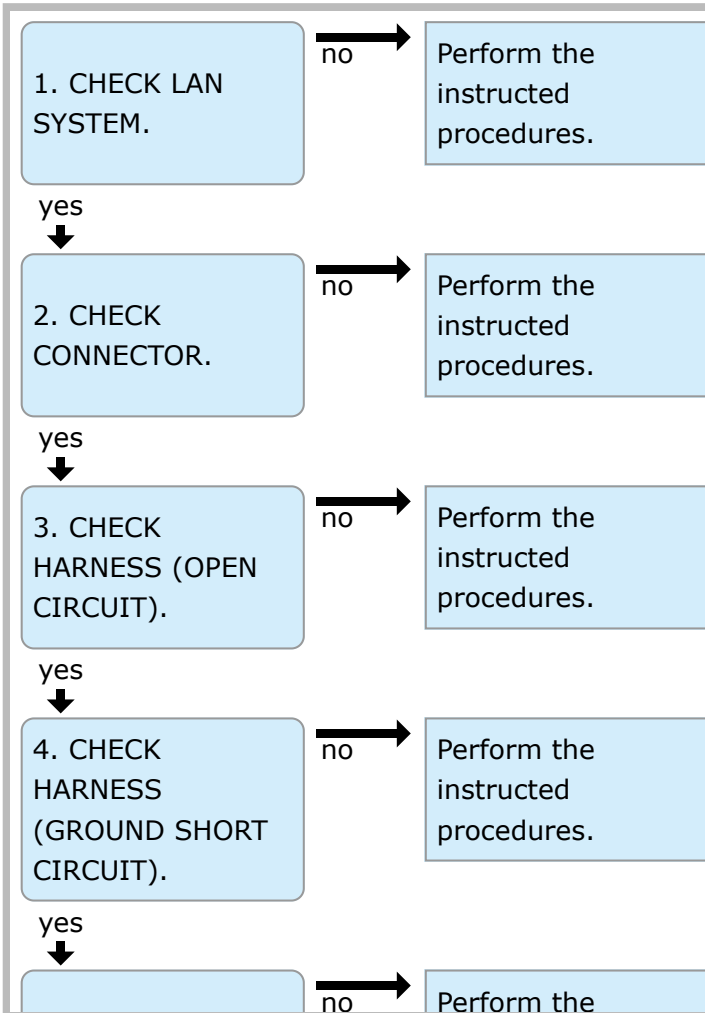 1. CHECK LAN
SYSTEM.
no
Perform the
instructed
procedures.
yes
2. CHECK
CONNECTOR.
no
Perform the
instructed
procedures.
yes
3. CHECK
HARNESS (OPEN
CIRCUIT).
no
Perform the
instructed
procedures.
yes
4. CHECK
HARNESS
(GROUND SHORT
CIRCUIT).
no
Perform the
instructed
procedures.
yes
no
Perform the